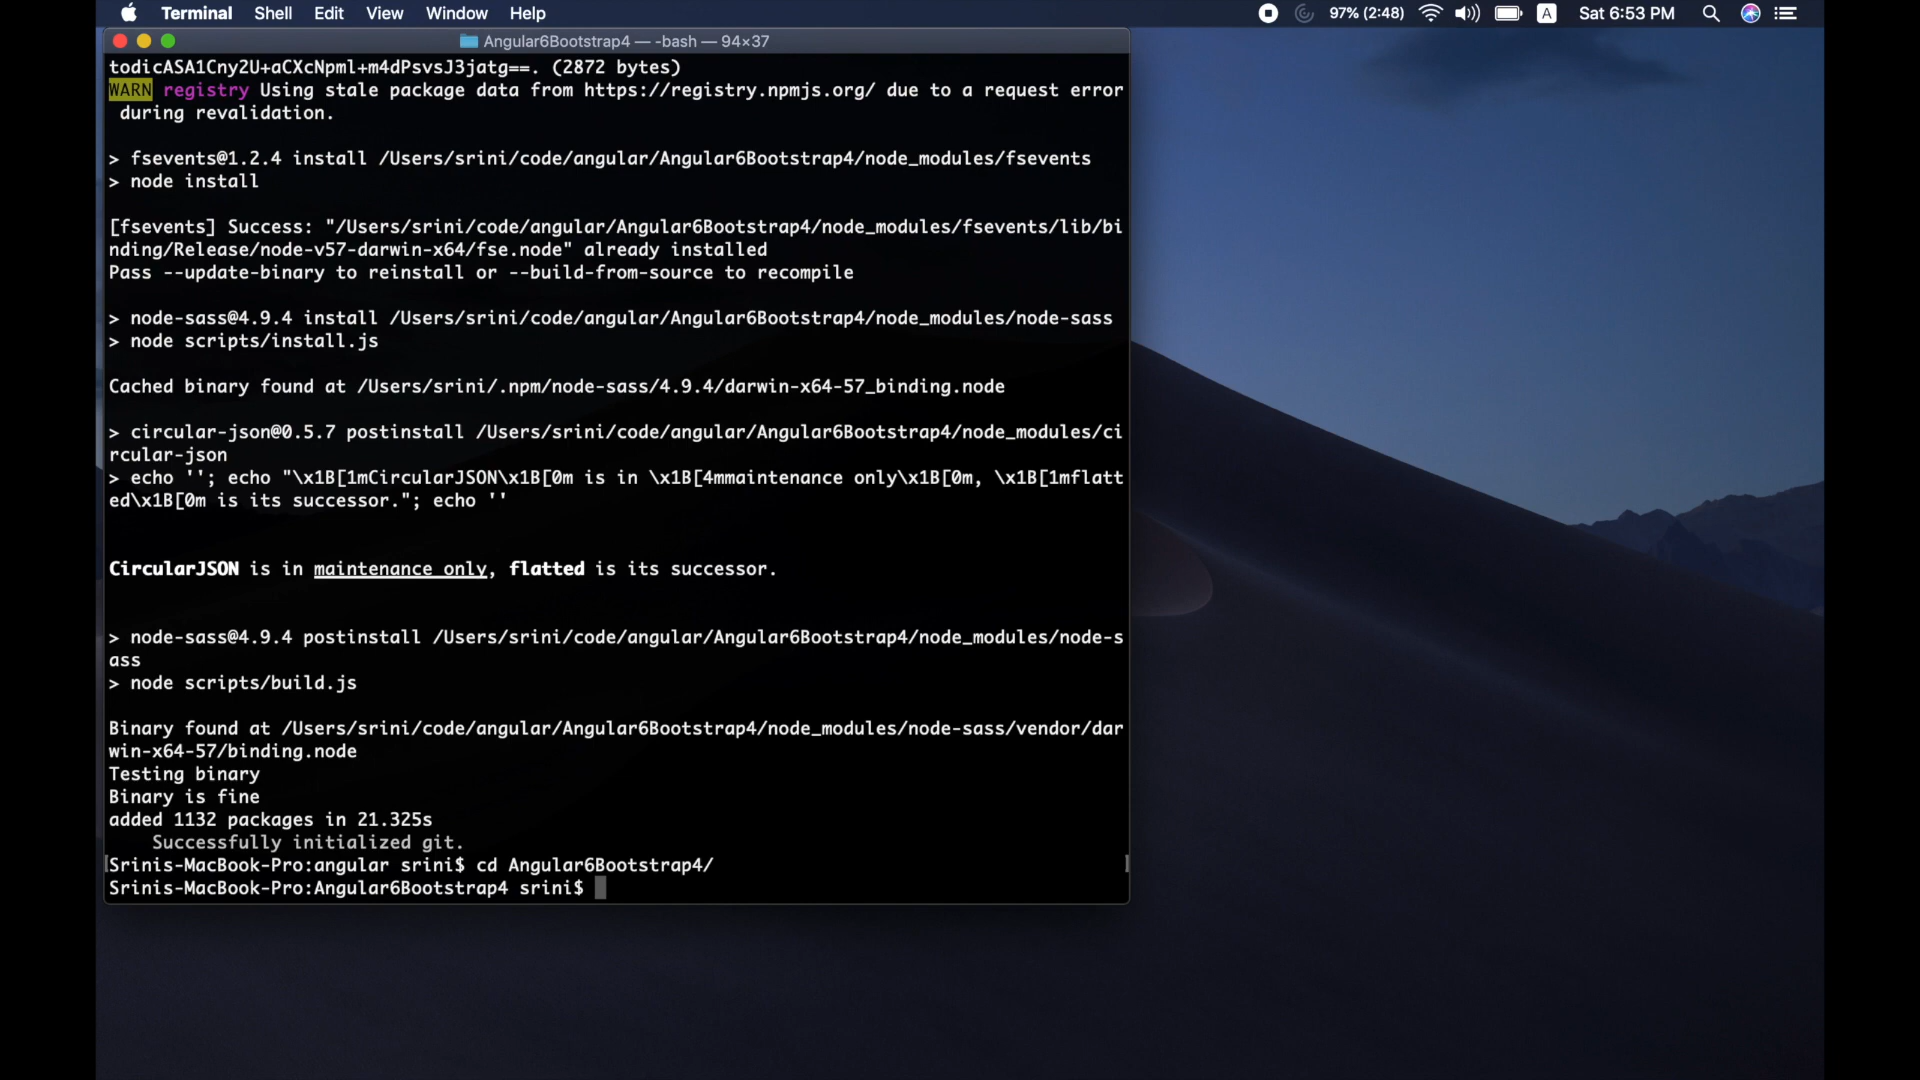 Terminal Shell Edit View Window Help 97% (2:48) A Sat 6:53 PM
Angular6Bootstrap4 — -bash — 94×37
todicASA1Cny2U+aCXcNpml+m4dPsvsJ3jatg==. (2872 bytes)
WARN registry Using stale package data from https://registry.npmjs.org/ due to a request error
during revalidation.
> fsevents@1.2.4 install /Users/srini/code/angular/Angular6Bootstrap4/node_modules/fsevents
> node install
[fsevents] Success: "/Users/srini/code/angular/Angular6Bootstrap4/node_modules/fsevents/lib/bi
nding/Release/node-v57-darwin-x64/fse.node" already installed
Pass --update-binary to reinstall or --build-from-source to recompile
> node-sass@4.9.4 install /Users/srini/code/angular/Angular6Bootstrap4/node_modules/node-sass
> node scripts/install.js
Cached binary found at /Users/srini/.npm/node-sass/4.9.4/darwin-x64-57_binding.node
> circular-json@0.5.7 postinstall /Users/srini/code/angular/Angular6Bootstrap4/node_modules/ci
rcular-json
> echo ''; echo "\x1B[1mCircularJSON\x1B[0m is in \x1B[4mmaintenance only\x1B[0m, \x1B[1mflatt
ed\x1B[0m is its successor."; echo ''
CircularJSON is in maintenance only, flatted is its successor.
> node-sass@4.9.4 postinstall /Users/srini/code/angular/Angular6Bootstrap4/node_modules/node-s
ass
> node scripts/build.js
Binary found at /Users/srini/code/angular/Angular6Bootstrap4/node_modules/node-sass/vendor/dar
win-x64-57/binding.node
Testing binary
Binary is fine
added 1132 packages in 21.325s
Successfully initialized git.
[Srinis-MacBook-Pro:angular srini$ cd Angular6Bootstrap4/ ]
Srinis-MacBook-Pro:Angular6Bootstrap4 srini$